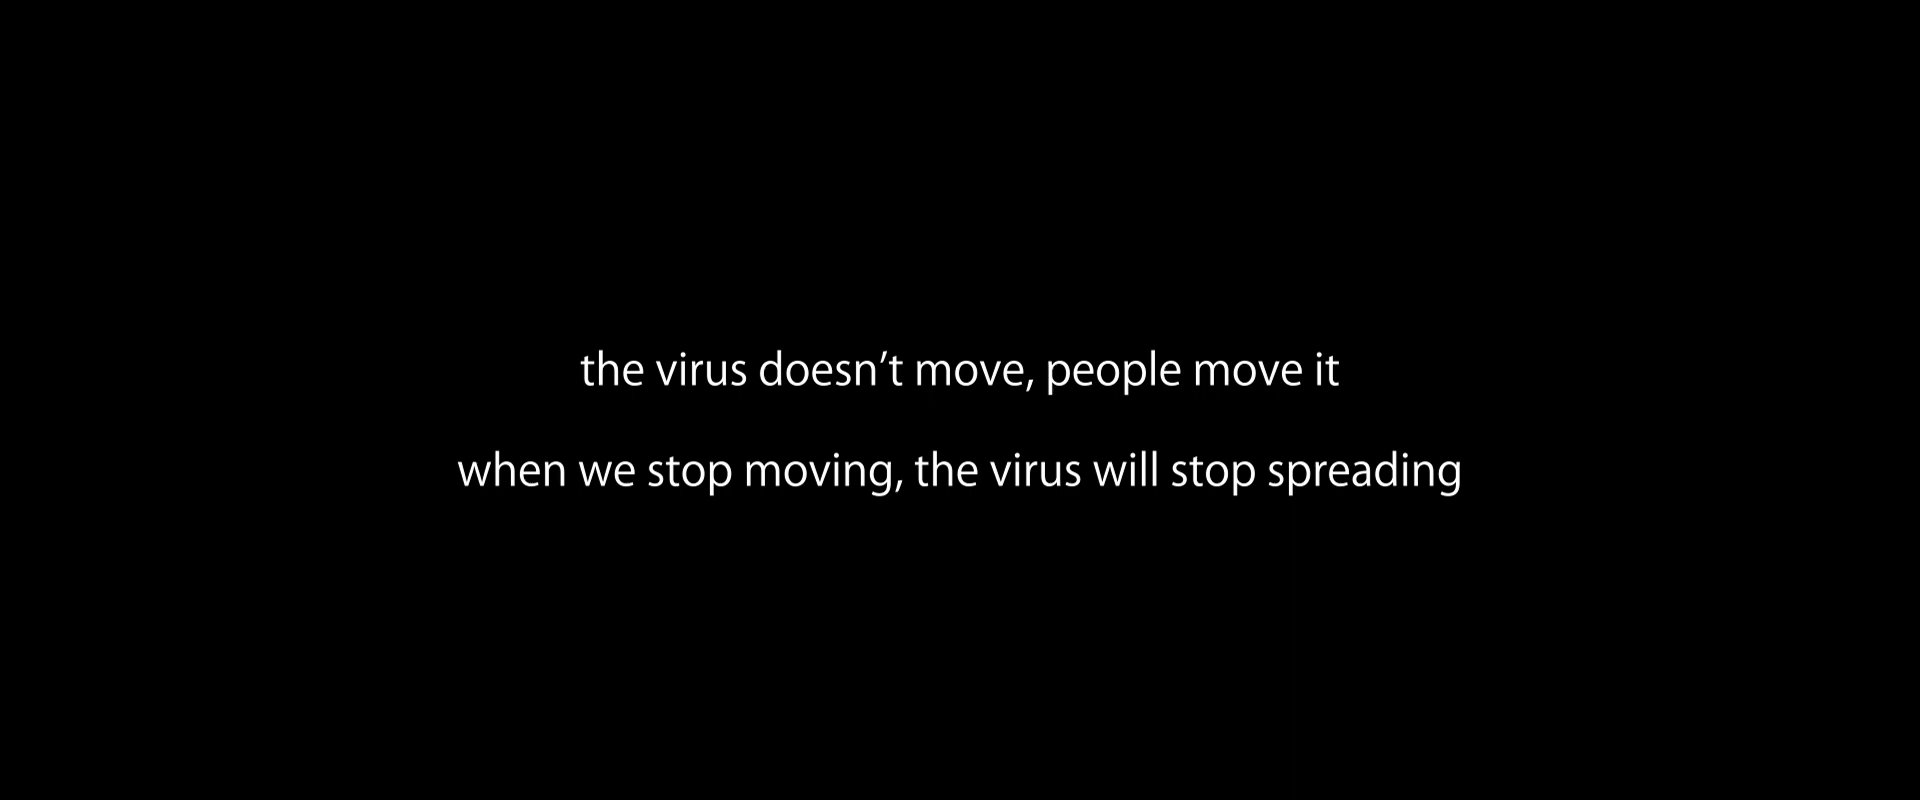 the virus doesn’t move, people move it
when we stop moving, the virus will stop spreading